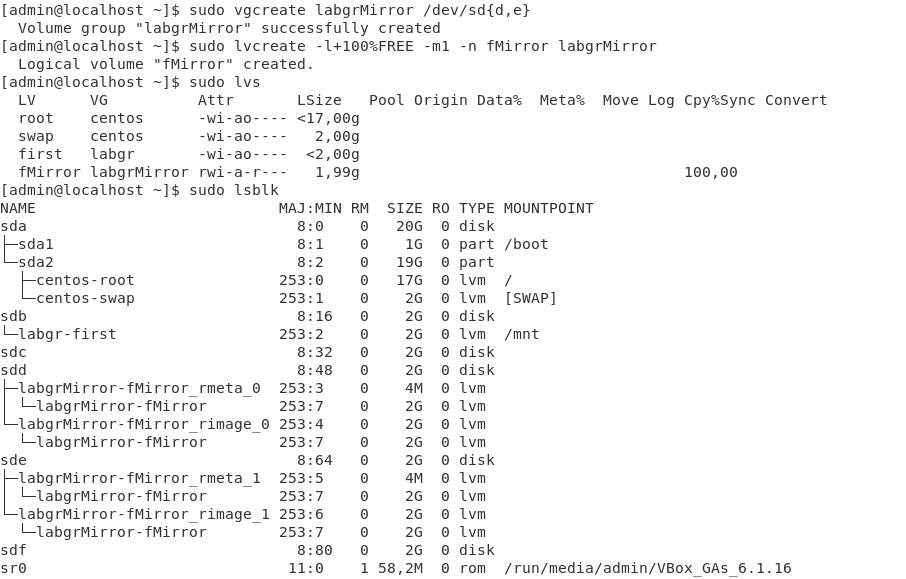 [admin@localhost ~]$ sudo vgcreate labgrMirror /dev/sd{d,e}
  Volume group "labgrMirror" successfully created
[admin@localhost ~]$ sudo lvcreate -l+100%FREE -m1 -n fMirror labgrMirror
  Logical volume "fMirror" created.
[admin@localhost ~]$ sudo lvs
  LV      VG          Attr       LSize   Pool Origin Data%  Meta%  Move Log Cpy%Sync Convert
  root    centos      -wi-ao---- <17,00g
  swap    centos      -wi-ao----   2,00g
  first   labgr       -wi-ao----  <2,00g
  fMirror labgrMirror rwi-a-r---   1,99g                                    100,00
[admin@localhost ~]$ sudo lsblk
NAME                           MAJ:MIN RM  SIZE RO TYPE MOUNTPOINT
sda                              8:0    0   20G  0 disk
├─sda1                           8:1    0    1G  0 part /boot
└─sda2                           8:2    0   19G  0 part
  ├─centos-root                253:0    0   17G  0 lvm  /
  └─centos-swap                253:1    0    2G  0 lvm  [SWAP]
sdb                              8:16   0    2G  0 disk
└─labgr-first                  253:2    0    2G  0 lvm  /mnt
sdc                              8:32   0    2G  0 disk
sdd                              8:48   0    2G  0 disk
├─labgrMirror-fMirror_rmeta_0  253:3    0    4M  0 lvm
│ └─labgrMirror-fMirror        253:7    0    2G  0 lvm
└─labgrMirror-fMirror_rimage_0 253:4    0    2G  0 lvm
  └─labgrMirror-fMirror        253:7    0    2G  0 lvm
sde                              8:64   0    2G  0 disk
├─labgrMirror-fMirror_rmeta_1  253:5    0    4M  0 lvm
│ └─labgrMirror-fMirror        253:7    0    2G  0 lvm
└─labgrMirror-fMirror_rimage_1 253:6    0    2G  0 lvm
  └─labgrMirror-fMirror        253:7    0    2G  0 lvm
sdf                              8:80   0    2G  0 disk
sr0                             11:0    1 58,2M  0 rom  /run/media/admin/VBox_GAs_6.1.16